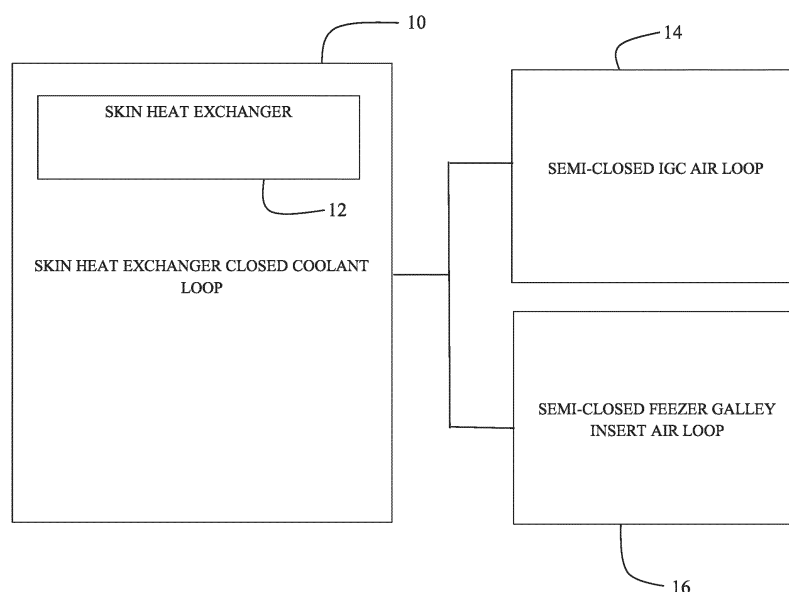 10
SKIN HEAT EXCHANGER
12
SKIN HEAT EXCHANGER CLOSED COOLANT
LOOP
14
SEMI-CLOSED IGC AIR LOOP
SEMI-CLOSED FEEZER GALLEY
INSERT AIR LOOP
16